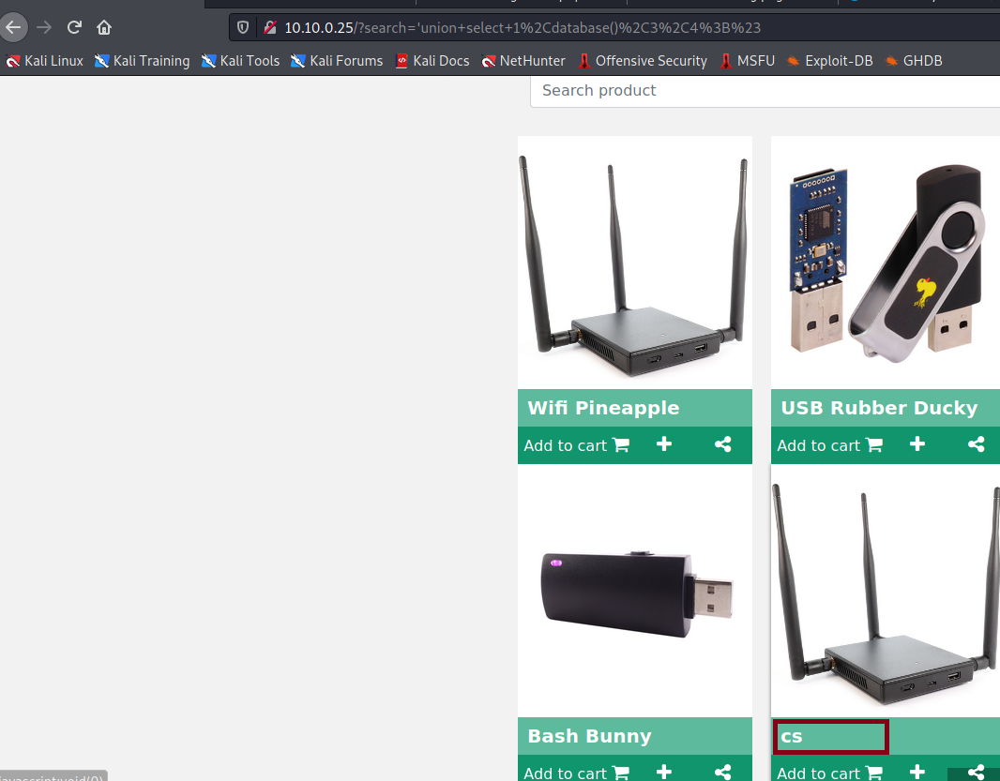 10.10.0.25/?search='union+select+1%2Cdatabase()%2C3%2C4%3B%23
Kali Linux Kali Training Kali Tools Kali Forums Kali Docs NetHunter Offensive Security MSFU Exploit-DB GHDB
Search product
Wifi Pineapple USB Rubber Ducky
Add to cart Add to cart
Bash Bunny cs
Add to cart Add to cart
javascript:void(0)